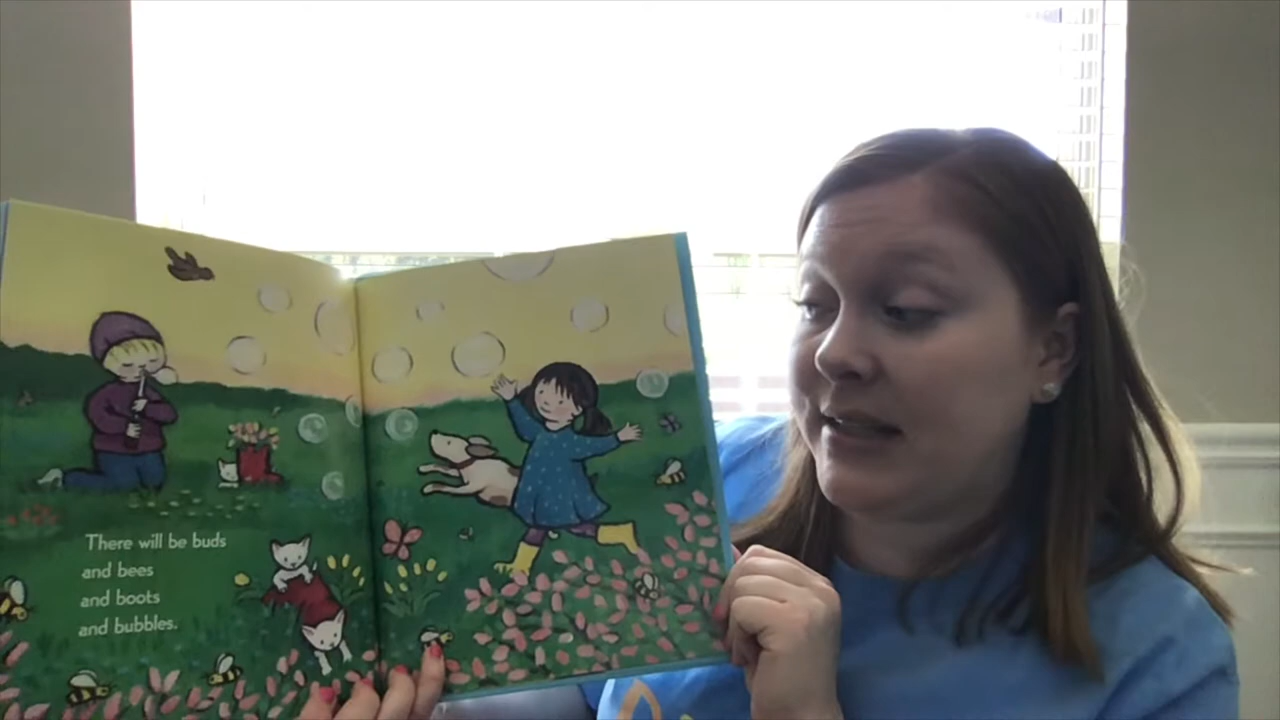 There will be buds
and bees
and boots
and bubbles.